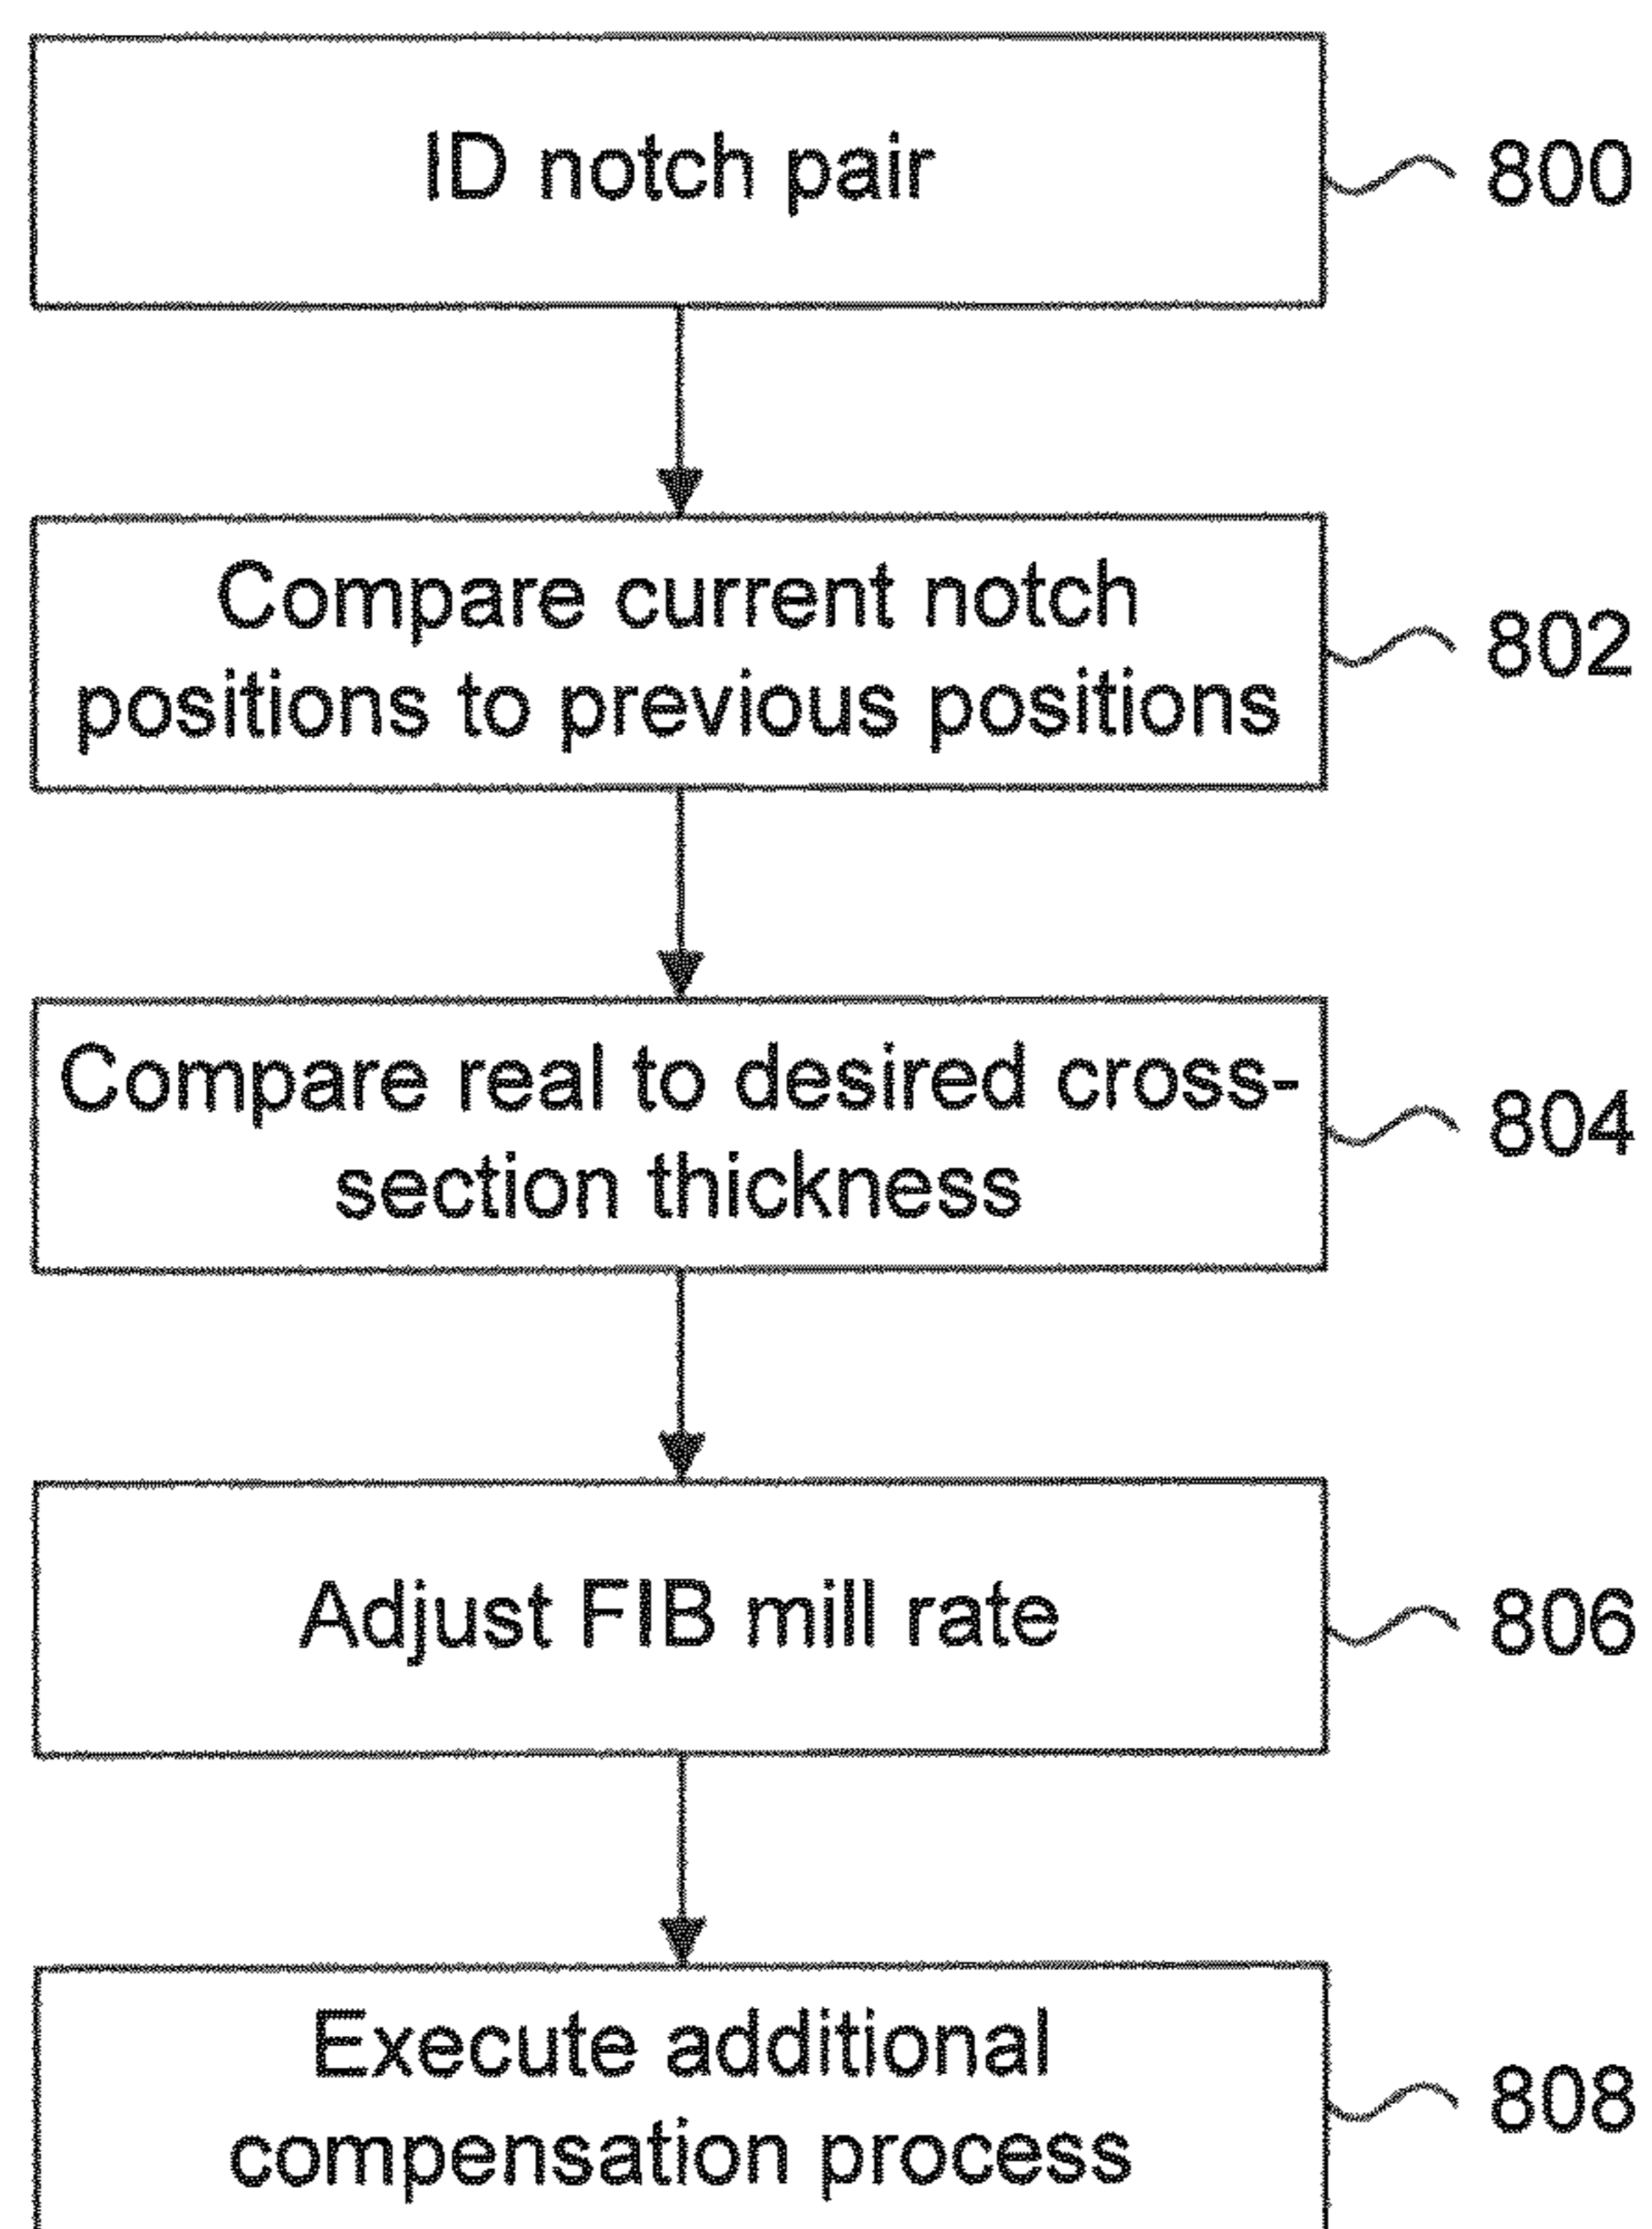 ID notch pair
800
Compare current notch
positions to previous positions
802
Compare real to desired cross-
section thickness
804
Adjust FIB mill rate
806
Execute additional
compensation process
808